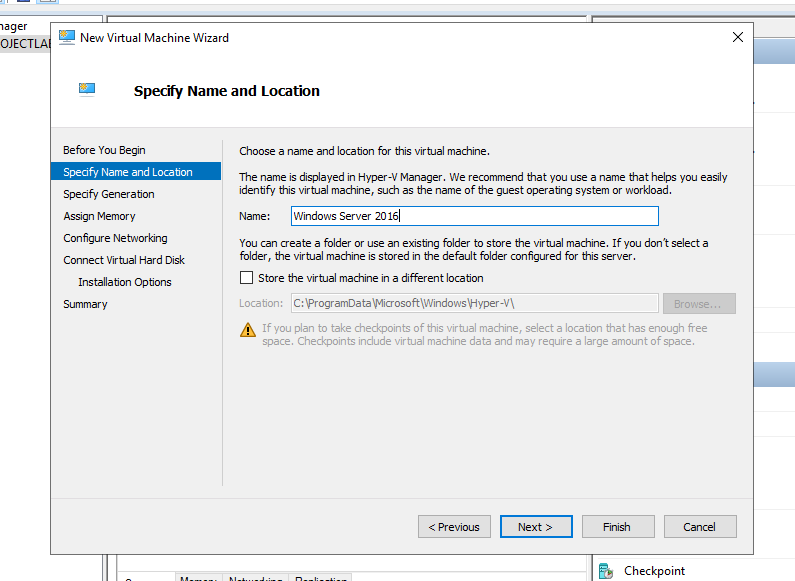 nager
OJECTLAB
New Virtual Machine Wizard
Specify Name and Location
Before You Begin
Specify Name and Location
Specify Generation
Assign Memory
Configure Networking
Connect Virtual Hard Disk
Installation Options
Summary
Choose a name and location for this virtual machine.
The name is displayed in Hyper-V Manager. We recommend that you use a name that helps you easily
identify this virtual machine, such as the name of the guest operating system or workload.
Name: Windows Server 2016
You can create a folder or use an existing folder to store the virtual machine. If you don't select a
folder, the virtual machine is stored in the default folder configured for this server.
Store the virtual machine in a different location
Location: C:\ProgramData\Microsoft\Windows\Hyper-V\ Browse...
If you plan to take checkpoints of this virtual machine, select a location that has enough free
space. Checkpoints include virtual machine data and may require a large amount of space.
< Previous Next > Finish Cancel
Memory Networking Replication
Checkpoint